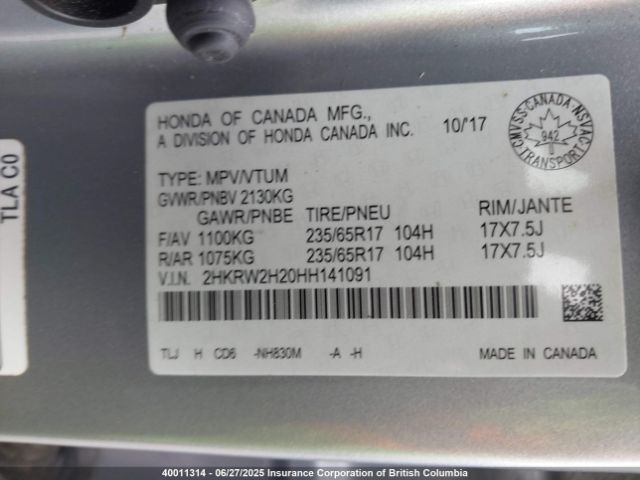 HONDA OF CANADA MFG.,
A DIVISION OF HONDA CANADA INC. 10/'17
CMVSS-CANADA-NSVAC
942
TRANSPORT
TYPE: MPV/VTUM
GVWR/PNBV 2130KG
GAWR/PNBE TIRE/PNEU RIM/JANTE
F/AV 1100KG 235/65R17 104H 17X7.5J
R/AR 1075KG 235/65R17 104H 17X7.5J
V.I.N. 2HKRW2H20HH141091
TLJ H CD6 -NH830M -A -H MADE IN CANADA
TLA C0
40011314 / 06/27/2025 Insurance Corporation of British Columbia